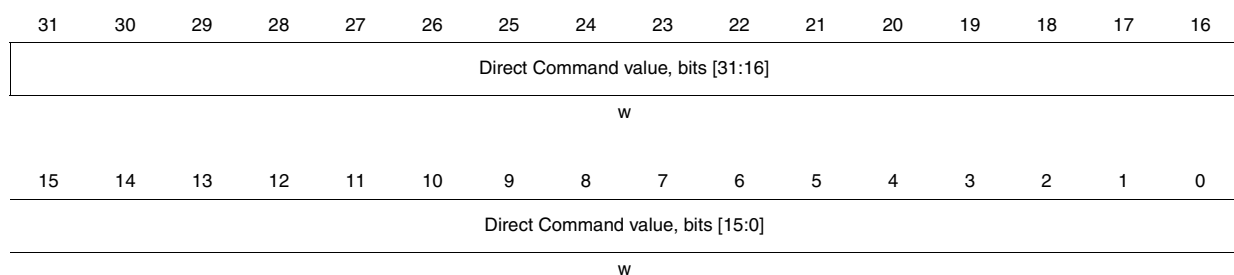 31 30 29 28 27 26 25 24 23 22 21 20 19 18 17 16
Direct Command value, bits [31:16]
w
15 14 13 12 11 10 9 8 7 6 5 4 3 2 1 0
Direct Command value, bits [15:0]
w